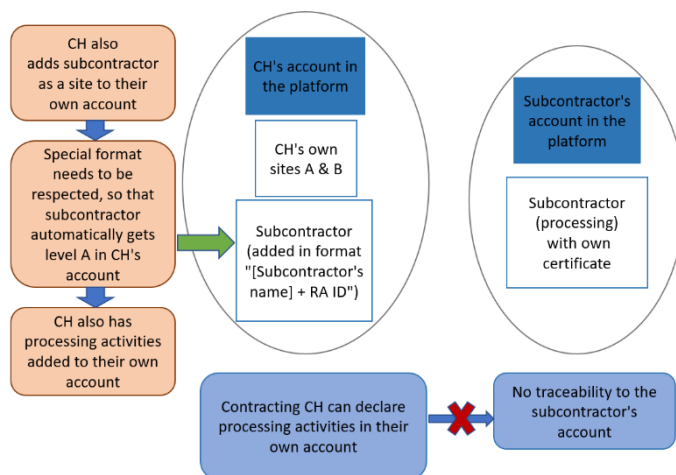 CH also
adds subcontractor
as a site to their
own account
Special format
needs to be
respected, so that
subcontractor
automatically gets
level A in CH's
account
CH also has
processing activities
added to their own
account
CH's account in
the platform
CH's own
sites A & B
Subcontractor
(added in format
"[Subcontractor's
name] + RA ID")
Subcontractor's
account in the
platform
Subcontractor
(processing)
with own
certificate
Contracting CH can declare
processing activities in their
own account
No traceability to the
subcontractor's
account